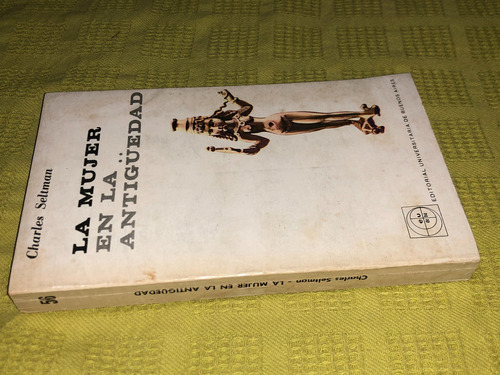 Charles Seltman
LA MUJER
EN LA
ANTIGÜEDAD
EDITORIAL UNIVERSITARIA DE BUENOS AIRES
Charles Seltman - LA MUJER EN LA ANTIGÜEDAD
56